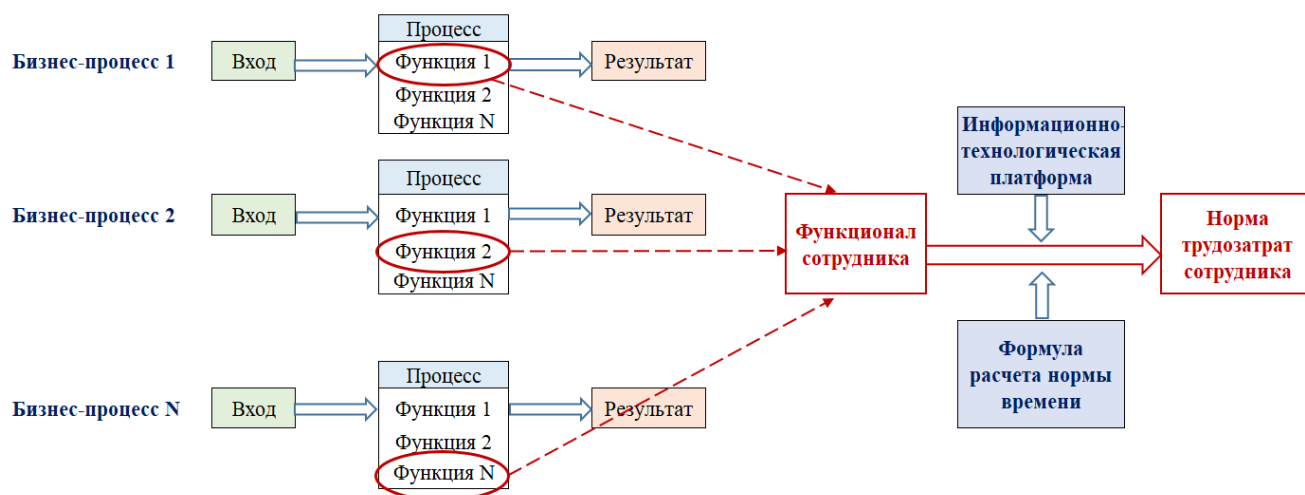 Бизнес-процесс 1
Вход
Процесс
Функция 1
Функция 2
Функция N
Результат
Бизнес-процесс 2
Вход
Процесс
Функция 1
Функция 2
Функция N
Результат
Бизнес-процесс N
Вход
Процесс
Функция 1
Функция 2
Функция N
Результат
Функционал
сотрудника
Информационно-
технологическая
платформа
Формула
расчета нормы
времени
Норма
трудозатрат
сотрудника